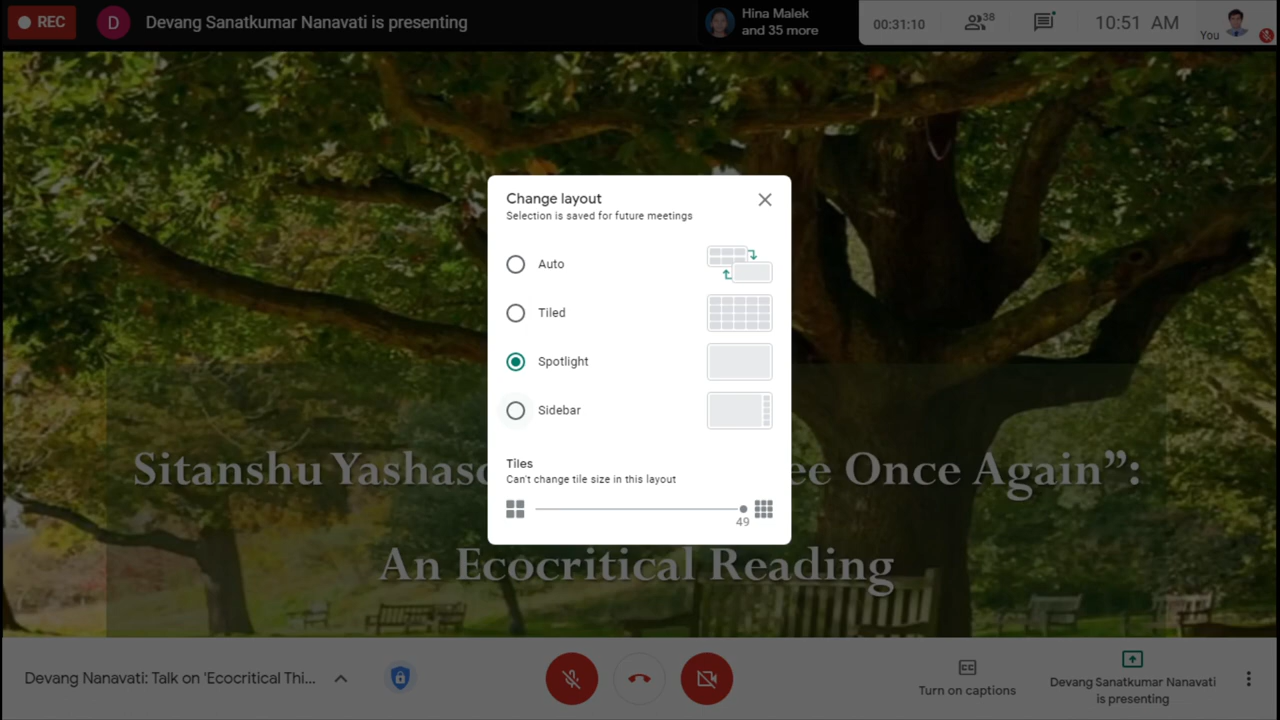 REC
D
Devang Sanatkumar Nanavati is presenting
Hina Malek
and 35 more
00:31:10
38
10:51 AM
You
Change layout
Selection is saved for future meetings
Auto
Tiled
Spotlight
Sidebar
Tiles
Can't change tile size in this layout
49
Sitanshu Once Again”:
An Ecocritical Reading
Devang Nanavati: Talk on 'Ecocritical Thi...
CC
Turn on captions
Devang Sanatkumar Nanavati
is presenting